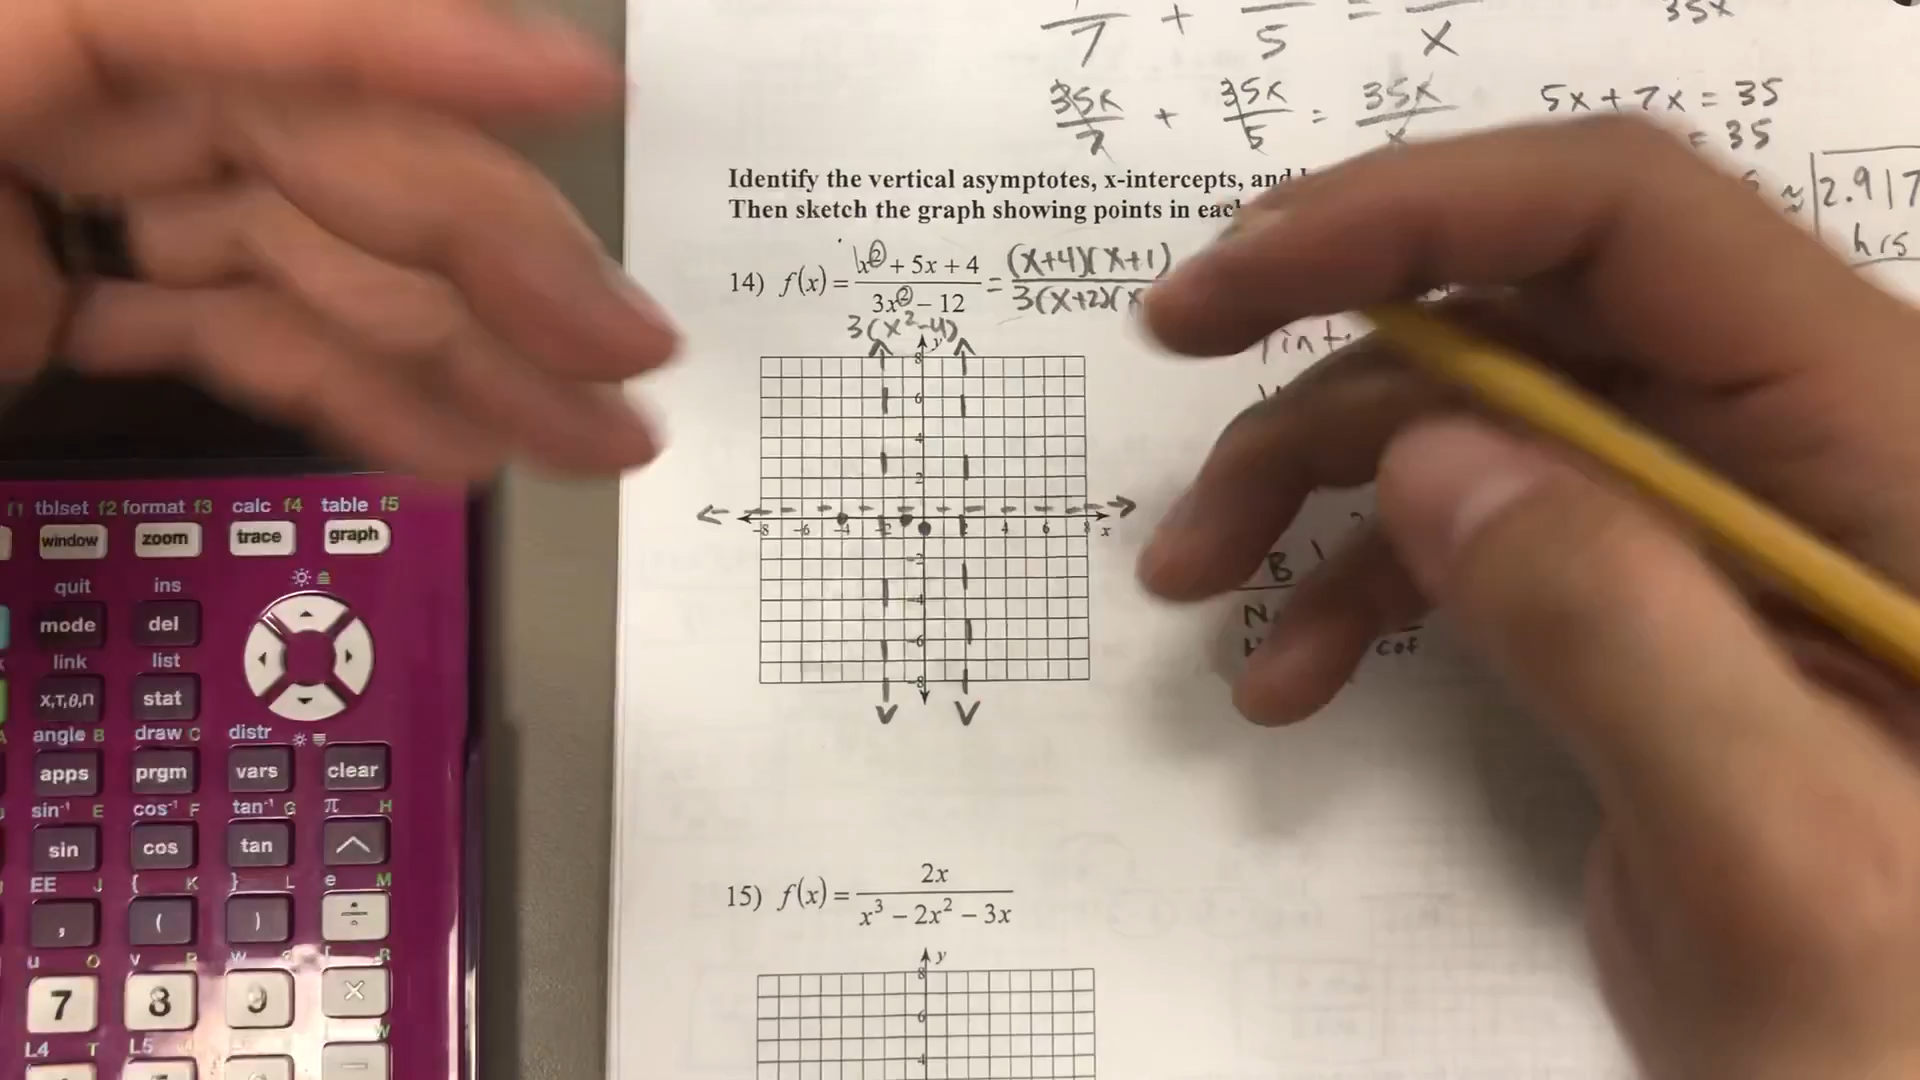 7 + 5 = x
35x
35x/7 + 35x/5 = 35x/x
5x + 7x = 35
= 35
≈ 2.917
hrs
Identify the vertical asymptotes, x-intercepts, and
Then sketch the graph showing points in each
14) f(x) = x² + 5x + 4 / 3x² – 12 = (x+4)(x+1) / 3(x+2)(x
3(x²-4)
y
8
6
4
2
-8 -6 -4 -2 2 4 6 8 x
-2
-4
-6
-8
B
N
cof
15) f(x) = 2x / x³ – 2x² – 3x
y
8
6
4
f1 tblset f2 format f3 calc f4 table f5
window zoom trace graph
quit ins
mode del
link list
X,T,θ,n stat
angle B draw C distr
apps prgm vars clear
sin⁻¹ E cos⁻¹ F tan⁻¹ G π H
sin cos tan ^
EE J { K } L e M
, ( ) ÷
u O v w
7 8 9 ×
W
L4 T L5
−